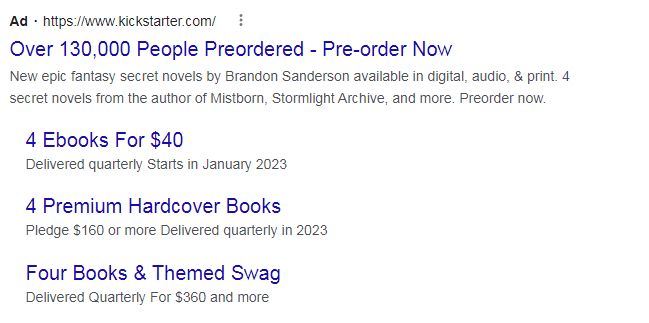 Ad · https://www.kickstarter.com/
Over 130,000 People Preordered - Pre-order Now
New epic fantasy secret novels by Brandon Sanderson available in digital, audio, & print. 4
secret novels from the author of Mistborn, Stormlight Archive, and more. Preorder now.
4 Ebooks For $40
Delivered quarterly Starts in January 2023
4 Premium Hardcover Books
Pledge $160 or more Delivered quarterly in 2023
Four Books & Themed Swag
Delivered Quarterly For $360 and more